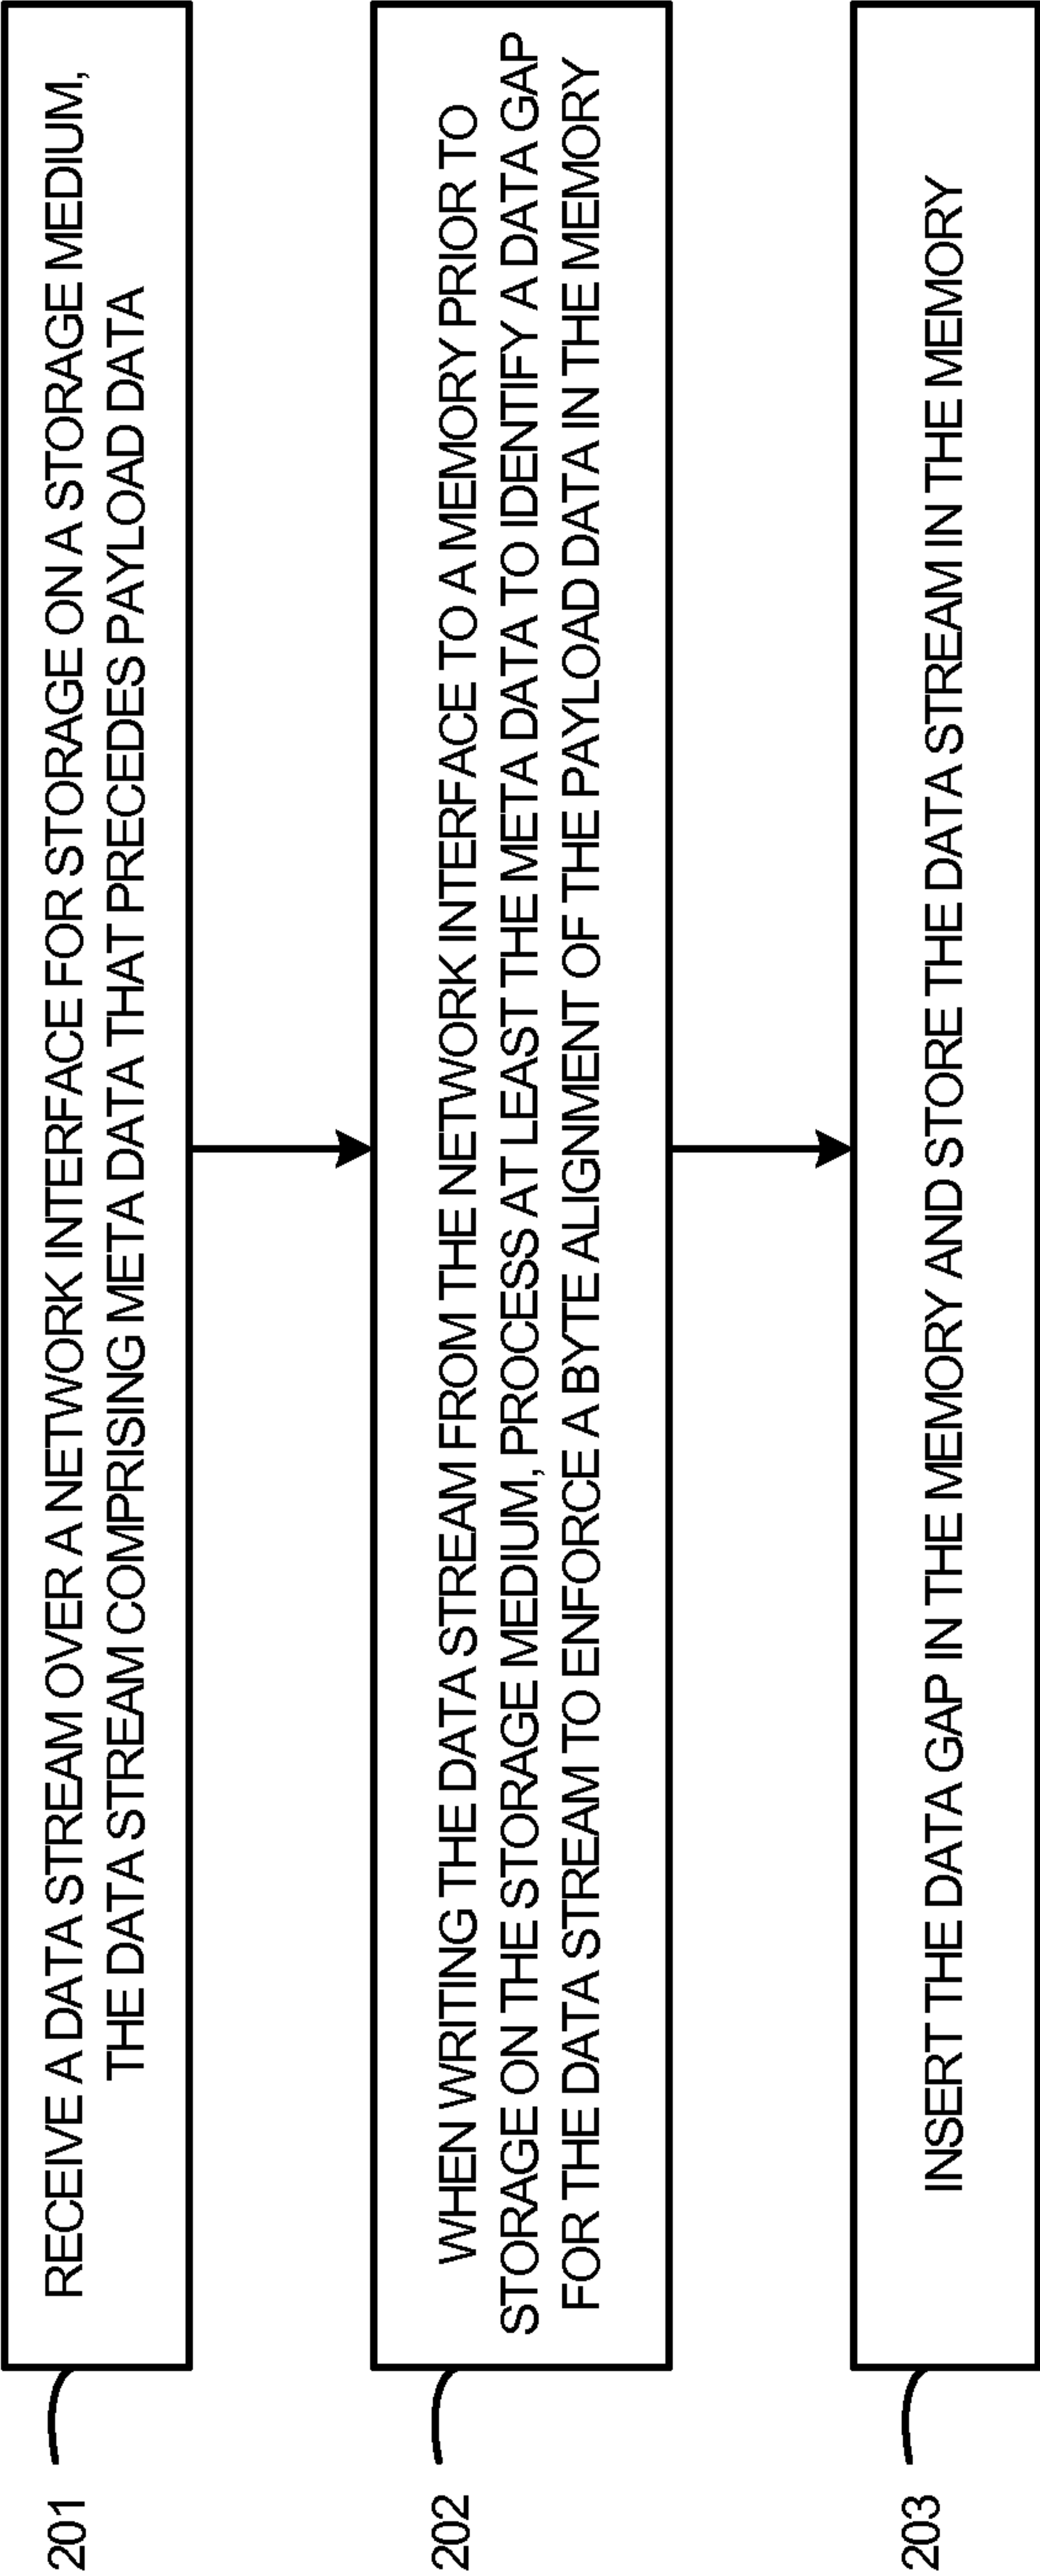 201
RECEIVE A DATA STREAM OVER A NETWORK INTERFACE FOR STORAGE ON A STORAGE MEDIUM,
THE DATA STREAM COMPRISING META DATA THAT PRECEDES PAYLOAD DATA
202
WHEN WRITING THE DATA STREAM FROM THE NETWORK INTERFACE TO A MEMORY PRIOR TO
STORAGE ON THE STORAGE MEDIUM, PROCESS AT LEAST THE META DATA TO IDENTIFY A DATA GAP
FOR THE DATA STREAM TO ENFORCE A BYTE ALIGNMENT OF THE PAYLOAD DATA IN THE MEMORY
203
INSERT THE DATA GAP IN THE MEMORY AND STORE THE DATA STREAM IN THE MEMORY